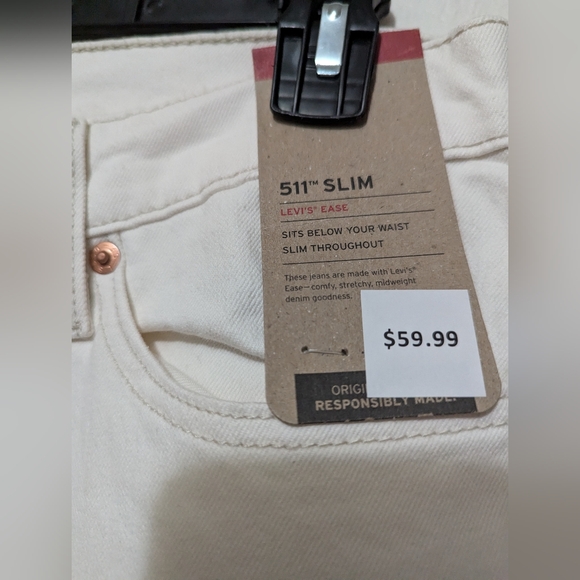 511™ SLIM
LEVI'S® EASE
SITS BELOW YOUR WAIST
SLIM THROUGHOUT
These jeans are made with Levi's®
Ease—comfy, stretchy, midweight
denim goodness.
$59.99
RESPONSIBLY MADE.